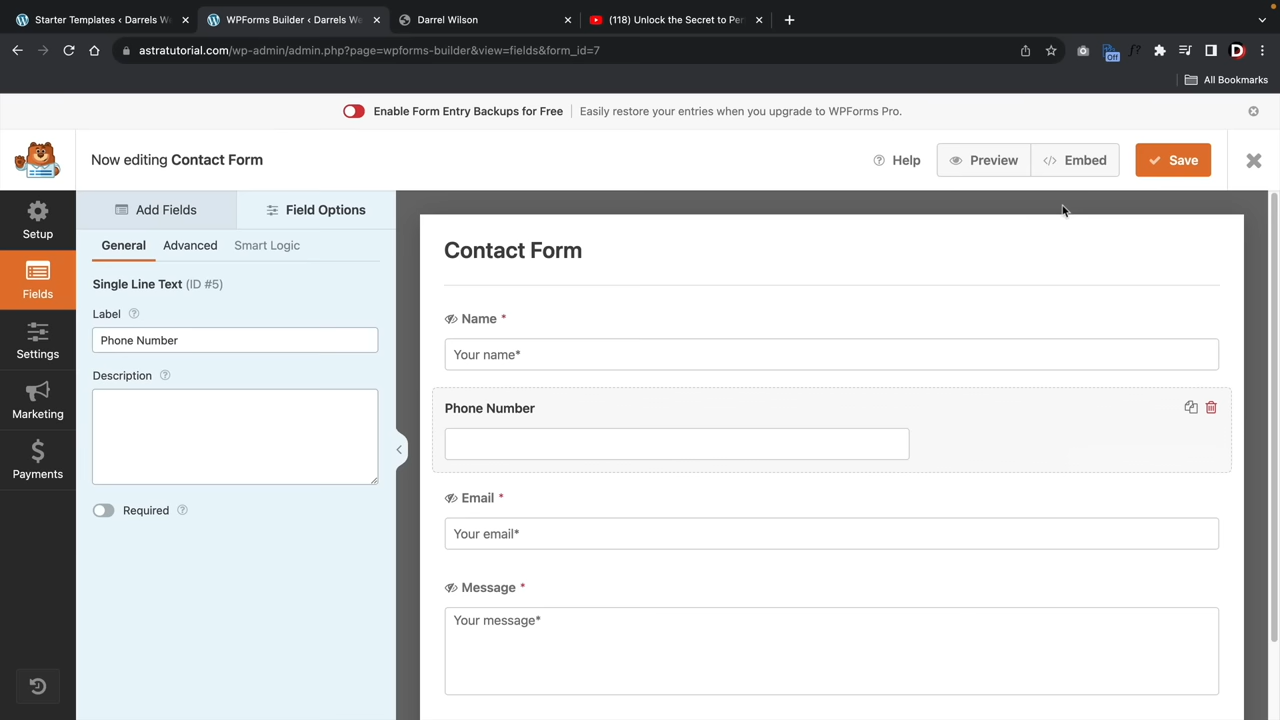 Starter Templates ‹ Darrels W
WPForms Builder ‹ Darrels We
Darrel Wilson
(118) Unlock the Secret to Per
astratutorial.com/wp-admin/admin.php?page=wpforms-builder&view=fields&form_id=7
Off
f?
D
All Bookmarks
Enable Form Entry Backups for Free
Easily restore your entries when you upgrade to WPForms Pro.
Now editing Contact Form
Help
Preview
Embed
Save
Setup
Fields
Settings
Marketing
Payments
Add Fields
Field Options
General
Advanced
Smart Logic
Single Line Text (ID #5)
Label
Phone Number
Description
Required
Contact Form
Name *
Your name*
Phone Number
Email *
Your email*
Message *
Your message*